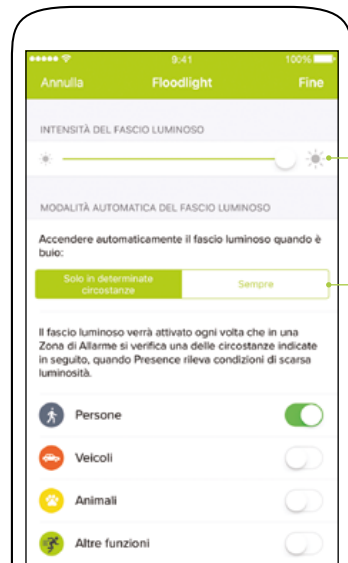 9:41 100%
Annulla Floodlight Fine
INTENSITÀ DEL FASCIO LUMINOSO
MODALITÀ AUTOMATICA DEL FASCIO LUMINOSO
Accendere automaticamente il fascio luminoso quando è
buio:
Solo in determinate
circostanze
Sempre
Il fascio luminoso verrà attivato ogni volta che in una
Zona di Allarme si verifica una delle circostanze indicate
in seguito, quando Presence rileva condizioni di scarsa
luminosità.
Persone
Veicoli
Animali
Altre funzioni